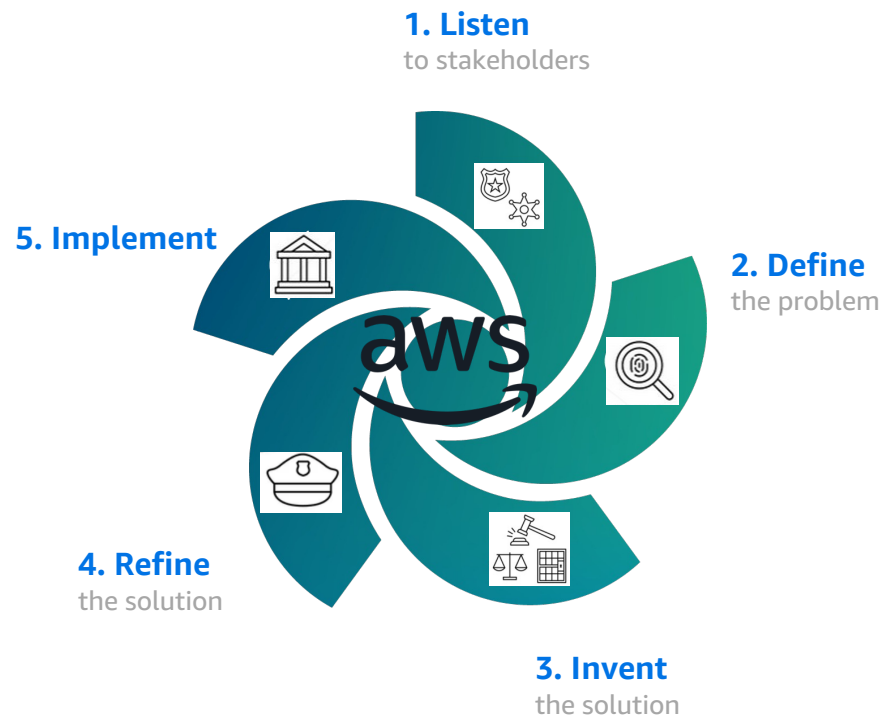 1. Listen
to stakeholders
2. Define
the problem
3. Invent
the solution
4. Refine
the solution
5. Implement
aws